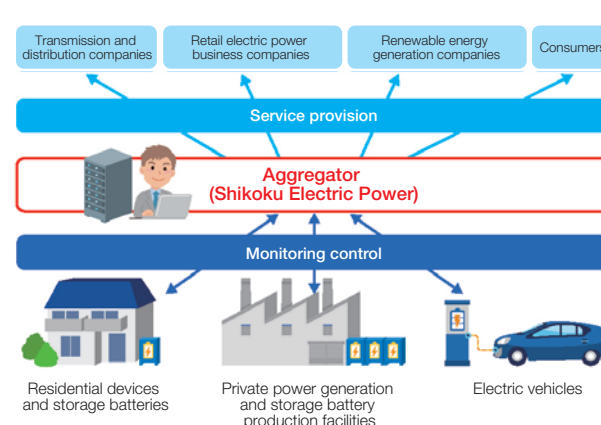 Transmission and
distribution companies
Retail electric power
business companies
Renewable energy
generation companies
Consumers
Service provision
Aggregator
(Shikoku Electric Power)
Monitoring control
Residential devices
and storage batteries
Private power generation
and storage battery
production facilities
Electric vehicles